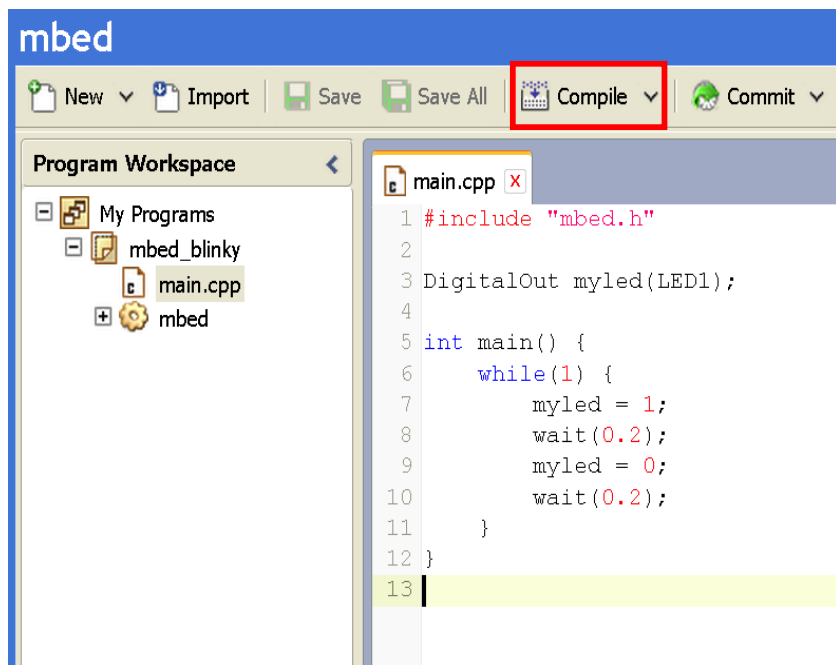 mbed
New Import Save Save All Compile Commit
Program Workspace
My Programs
mbed_blinky
main.cpp
mbed
main.cpp
1 #include "mbed.h"
2
3 DigitalOut myled(LED1);
4
5 int main() {
6     while(1) {
7         myled = 1;
8         wait(0.2);
9         myled = 0;
10         wait(0.2);
11     }
12 }
13